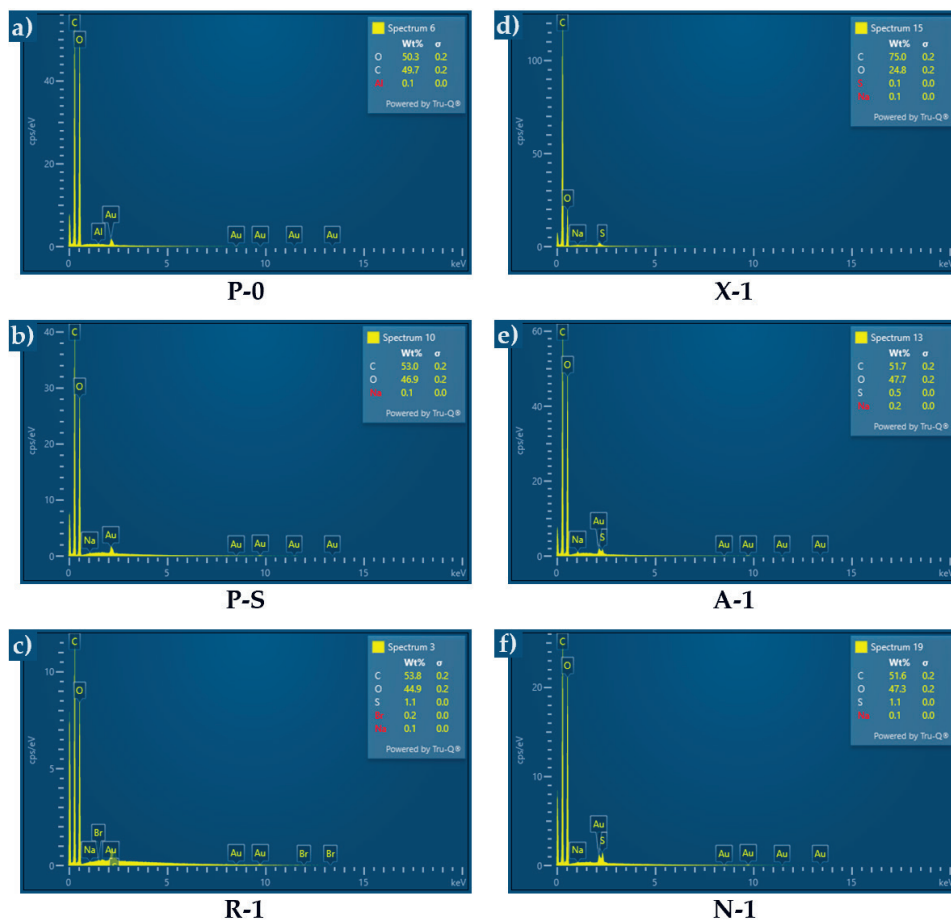 a)
C
O
Spectrum 6
Wt% σ
O 50.3 0.2
C 49.7 0.2
Al 0.1 0.0
Powered by Tru-Q®
cps/eV
40
20
0
Al
Au
Au
Au
Au
Au
0
5
10
15
keV
P-0
d)
C
O
Spectrum 15
Wt% σ
C 75.0 0.2
O 24.8 0.2
S 0.1 0.0
Na 0.1 0.0
Powered by Tru-Q®
cps/eV
100
50
0
Na
S
0
5
10
15
keV
X-1
b)
C
O
Spectrum 10
Wt% σ
C 53.0 0.2
O 46.9 0.2
Na 0.1 0.0
Powered by Tru-Q®
cps/eV
40
30
20
10
0
Na
Au
Au
Au
Au
Au
0
5
10
15
keV
P-S
e)
C
O
Spectrum 13
Wt% σ
C 51.7 0.2
O 47.7 0.2
S 0.5 0.0
Na 0.2 0.0
Powered by Tru-Q®
cps/eV
60
40
20
0
Na
Au
S
Au
Au
Au
Au
0
5
10
15
keV
A-1
c)
C
O
Spectrum 3
Wt% σ
C 53.8 0.2
O 44.9 0.2
S 1.1 0.0
Br 0.2 0.0
Na 0.1 0.0
Powered by Tru-Q®
cps/eV
10
5
0
Na
Br
Au
Au
Au
Br
Br
0
5
10
15
keV
R-1
f)
C
O
Spectrum 19
Wt% σ
C 51.6 0.2
O 47.3 0.2
S 1.1 0.0
Na 0.1 0.0
Powered by Tru-Q®
cps/eV
20
10
0
Na
Au
S
Au
Au
Au
Au
0
5
10
15
keV
N-1